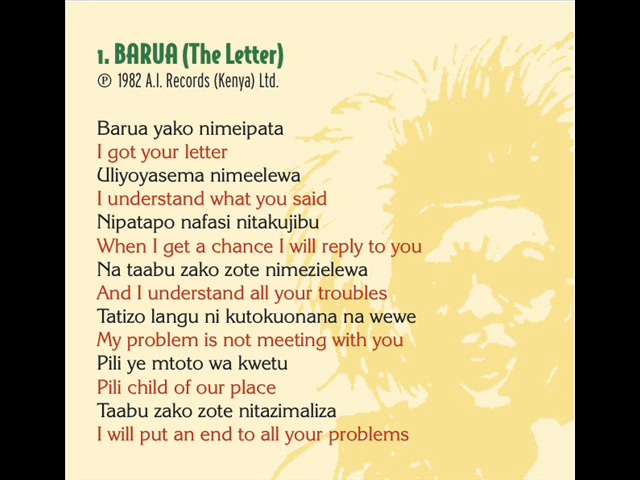 1. BARUA (The Letter)
℗ 1982 A.I. Records (Kenya) Ltd.
Barua yako nimeipata
I got your letter
Uliyoyasema nimeelewa
I understand what you said
Nipatapo nafasi nitakujibu
When I get a chance I will reply to you
Na taabu zako zote nimezielewa
And I understand all your troubles
Tatizo langu ni kutokuonana na wewe
My problem is not meeting with you
Pili ye mtoto wa kwetu
Pili child of our place
Taabu zako zote nitazimaliza
I will put an end to all your problems